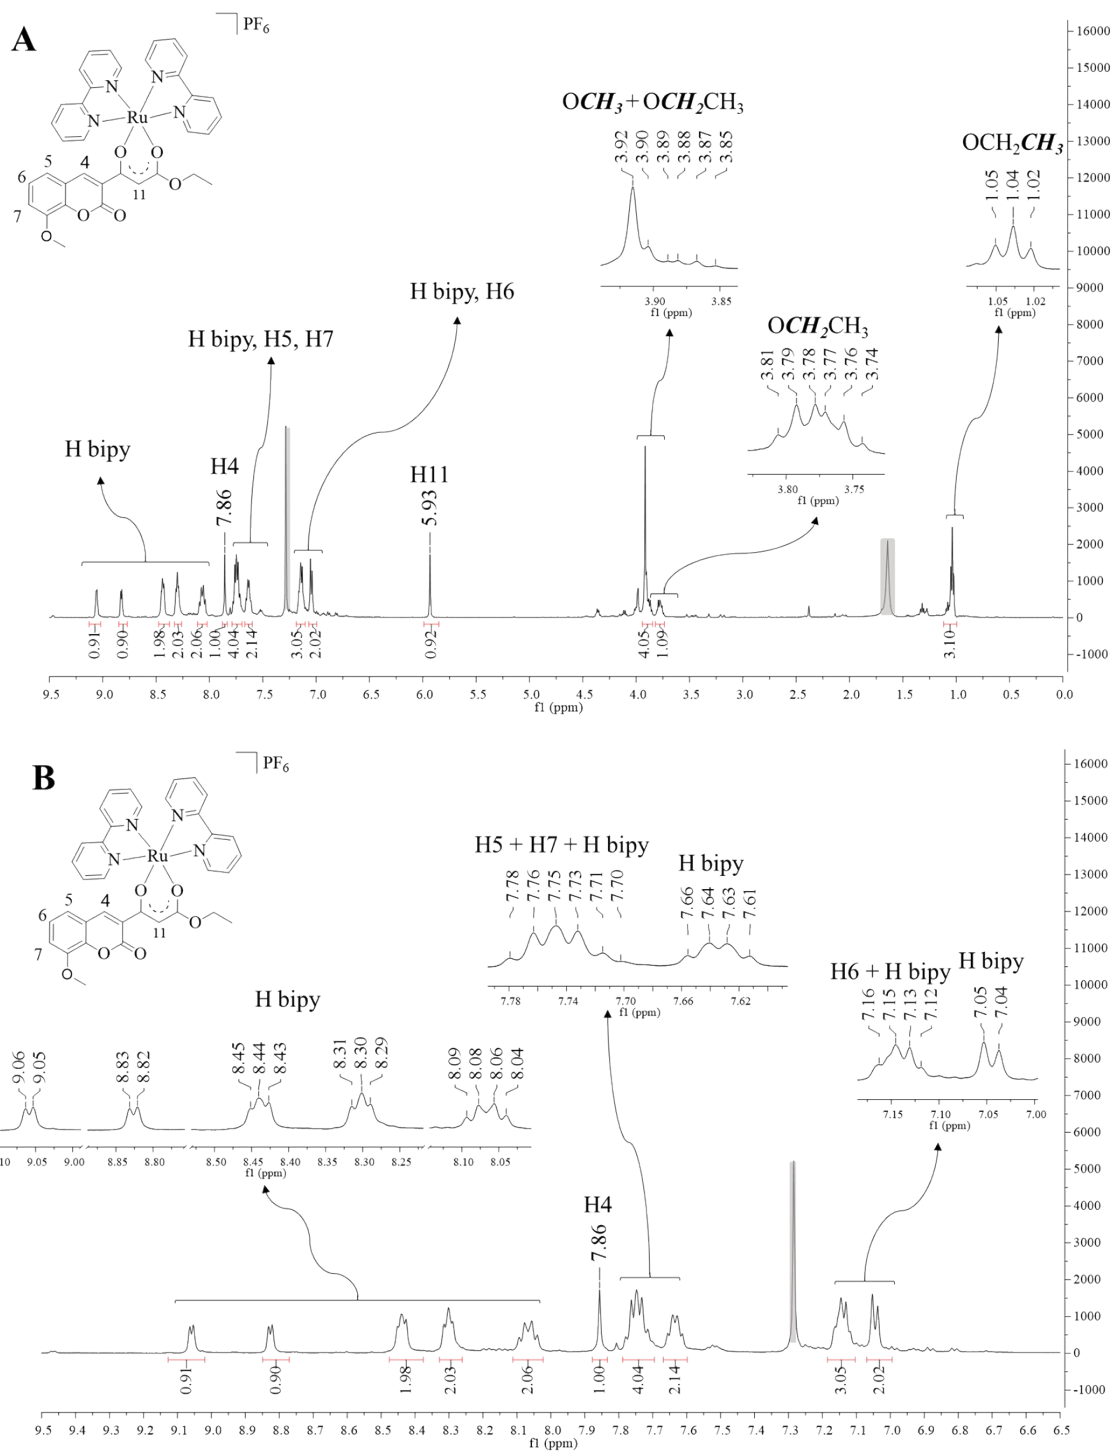 A
PF6
N
N
N
N
Ru
O
O
5
4
6
11
O
7
O
O
O
OCH3 + OCH2CH3
3.92
3.90
3.89
3.88
3.87
3.85
3.90
3.85
f1 (ppm)
OCH2CH3
1.05
1.04
1.02
1.05
1.02
f1 (ppm)
OCH2CH3
3.81
3.79
3.78
3.77
3.76
3.74
3.80
3.75
f1 (ppm)
H bipy, H6
H bipy, H5, H7
H bipy
H4
7.86
H11
5.93
16000
15000
14000
13000
12000
11000
10000
9000
8000
7000
6000
5000
4000
3000
2000
1000
0
-1000
0.91
0.90
1.98
2.03
2.06
1.00
4.04
2.14
3.05
2.02
0.92
4.05
1.09
3.10
9.5 9.0 8.5 8.0 7.5 7.0 6.5 6.0 5.5 5.0 4.5 4.0 3.5 3.0 2.5 2.0 1.5 1.0 0.5 0.0
f1 (ppm)
B
PF6
N
N
N
N
Ru
O
O
5
4
6
11
O
7
O
O
O
H5 + H7 + H bipy
7.78
7.76
7.75
7.73
7.71
7.70
H bipy
7.66
7.64
7.63
7.61
7.78 7.74 7.70 7.66 7.62
f1 (ppm)
H6 + H bipy
7.16
7.15
7.13
7.12
H bipy
7.05
7.04
7.15 7.10 7.05 7.00
f1 (ppm)
H bipy
9.06
9.05
8.83
8.82
8.45
8.44
8.43
8.31
8.30
8.29
8.09
8.08
8.06
8.04
10 9.05 9.00 8.85 8.80 8.50 8.45 8.40 8.35 8.30 8.25 8.10 8.05
f1 (ppm)
H4
7.86
16000
15000
14000
13000
12000
11000
10000
9000
8000
7000
6000
5000
4000
3000
2000
1000
0
-1000
0.91
0.90
1.98
2.03
2.06
1.00
4.04
2.14
3.05
2.02
9.5 9.4 9.3 9.2 9.1 9.0 8.9 8.8 8.7 8.6 8.5 8.4 8.3 8.2 8.1 8.0 7.9 7.8 7.7 7.6 7.5 7.4 7.3 7.2 7.1 7.0 6.9 6.8 6.7 6.6 6.5
f1 (ppm)